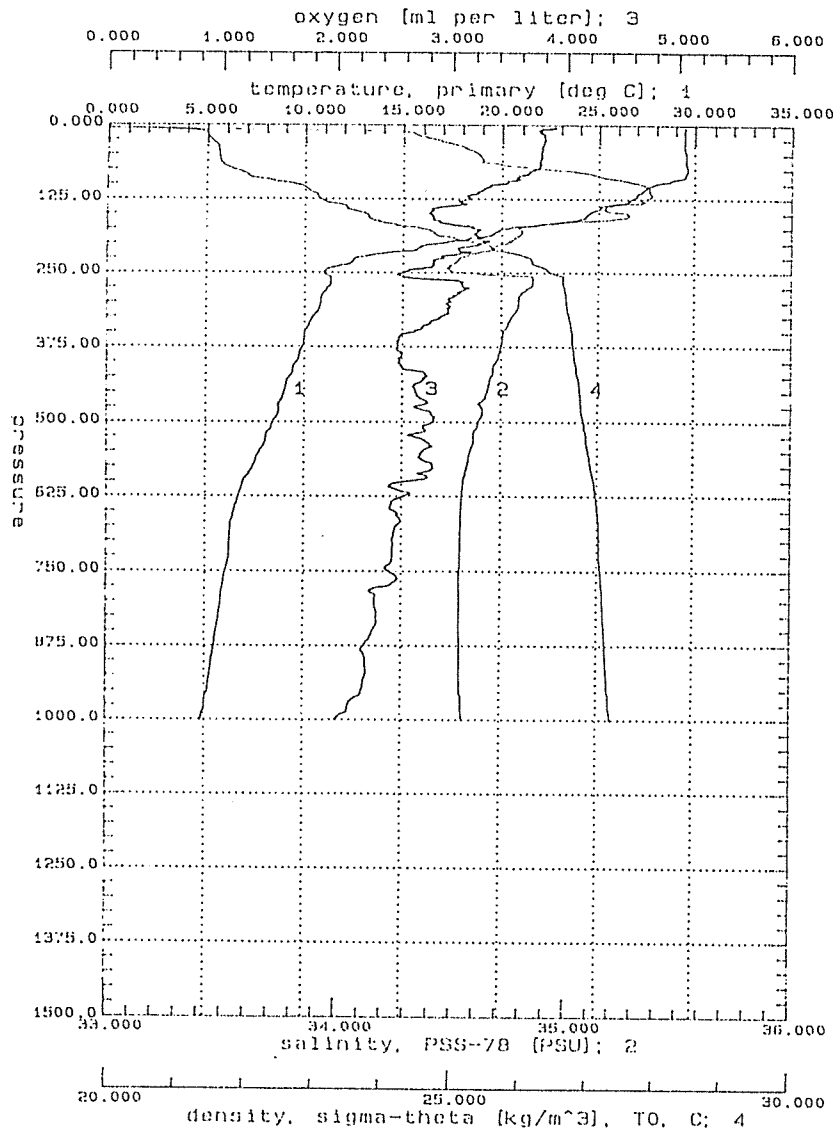 oxygen [ml per liter]; 3
0.000 1.000 2.000 3.000 4.000 5.000 6.000
temperature, primary [deg C]; 1
0.000 5.000 10.000 15.000 20.000 25.000 30.000 35.000
0.000
125.00
250.00
375.00
500.00
625.00
750.00
875.00
1000.0
1125.0
1250.0
1375.0
1500.0
pressure
1 3 2 4
33.000 34.000 35.000 36.000
salinity, PSS-78 [PSU]; 2
20.000 25.000 30.000
density, sigma-theta [kg/m^3], T0, C; 4